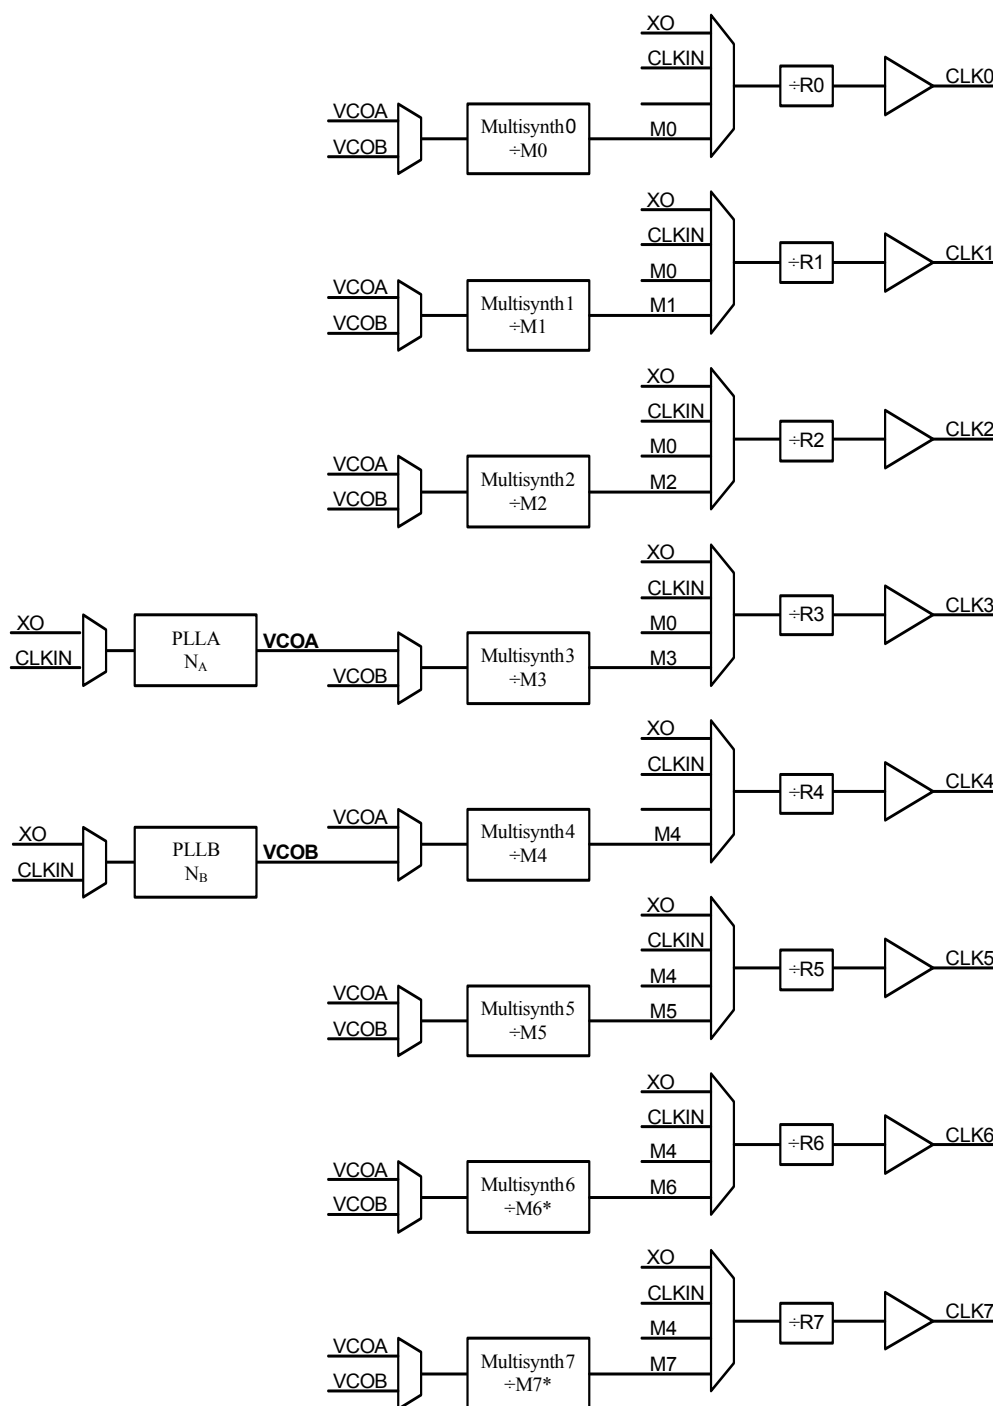 XO
CLKIN
M0
÷R0
CLK0
VCOA
VCOB
Multisynth0
÷M0
XO
CLKIN
M0
M1
÷R1
CLK1
VCOA
VCOB
Multisynth1
÷M1
XO
CLKIN
M0
M2
÷R2
CLK2
VCOA
VCOB
Multisynth2
÷M2
XO
CLKIN
M0
M3
÷R3
CLK3
XO
CLKIN
PLLA
NA
VCOA
VCOB
Multisynth3
÷M3
XO
CLKIN
M4
÷R4
CLK4
XO
CLKIN
PLLB
NB
VCOB
VCOA
Multisynth4
÷M4
XO
CLKIN
M4
M5
÷R5
CLK5
VCOA
VCOB
Multisynth5
÷M5
XO
CLKIN
M4
M6
÷R6
CLK6
VCOA
VCOB
Multisynth6
÷M6*
XO
CLKIN
M4
M7
÷R7
CLK7
VCOA
VCOB
Multisynth7
÷M7*